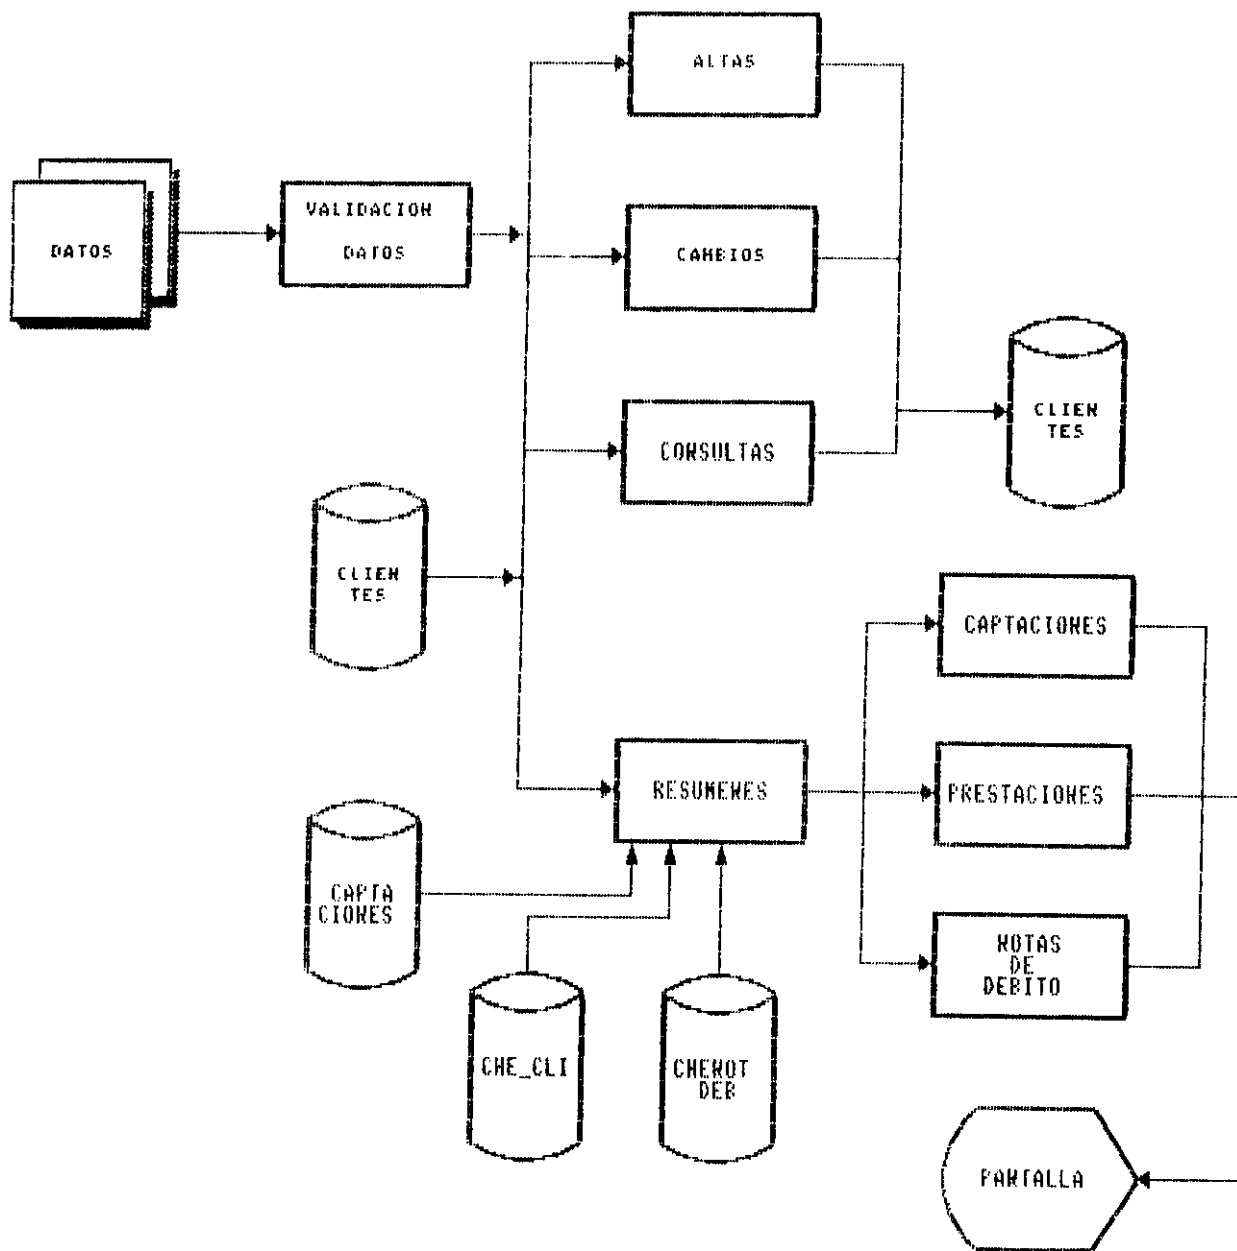 ALTAS
VALIDACION
DATOS
DATOS
CAMBIOS
CLIEN
TES
CONSULTAS
CLIEN
TES
CAPTACIONES
RESUMENES
PRESTACIONES
CAPTA
CIONES
NOTAS
DE
DEBITO
CHE_CLI
CHENOT
DEB
PANTALLA